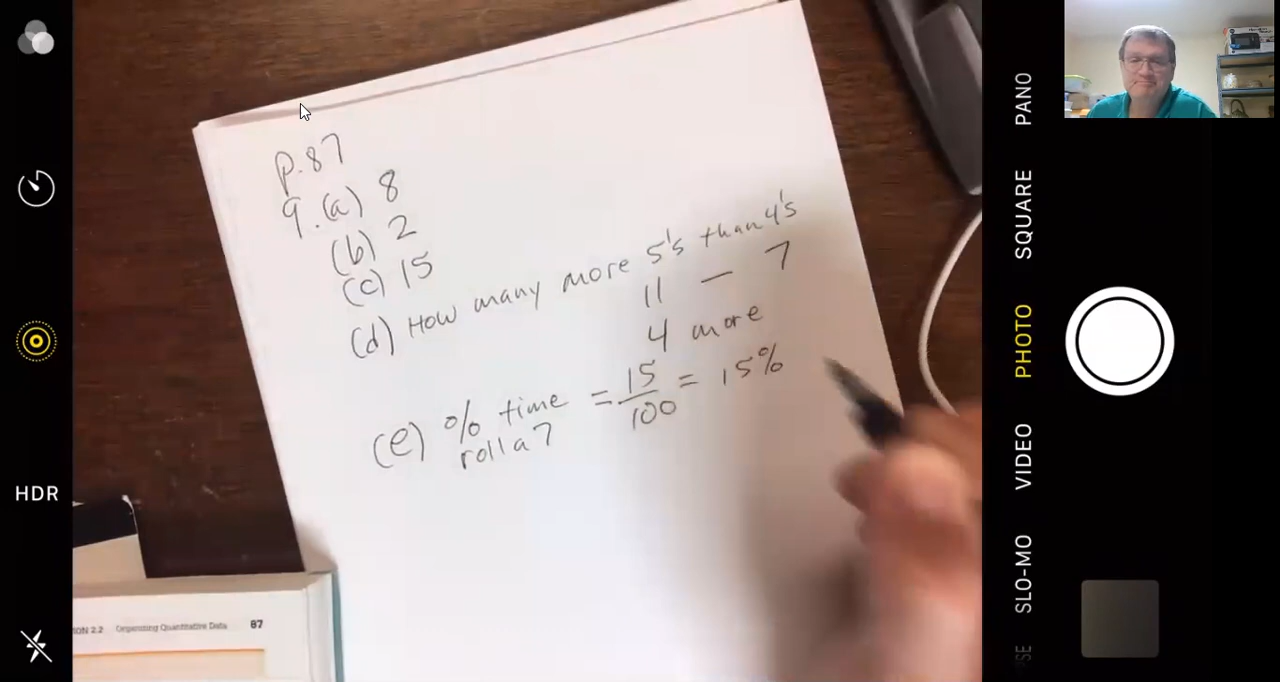 p.87
9.(a) 8
(b) 2
(c) 15
(d) How many more 5's than 4's
11 — 7
4 more
(e) % time = 15/100 = 15%
roll a 7
ION 2.2 Organizing Quantitative Data 87
HDR
PANO
SQUARE
PHOTO
VIDEO
SLO-MO
SE